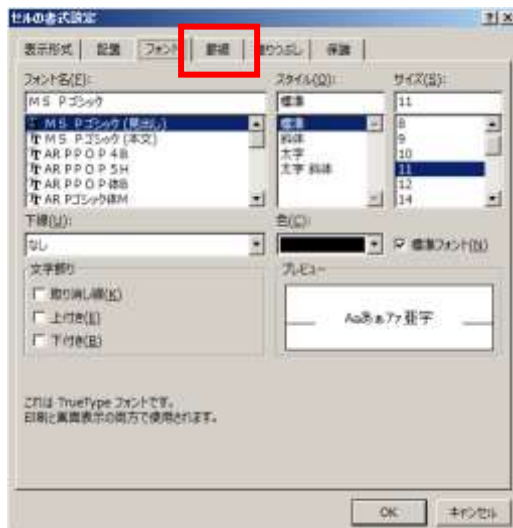 セルの書式設定
表示形式 配置 フォント 罫線 塗りつぶし 保護
フォント名(F): スタイル(O): サイズ(S):
MS Pゴシック 標準 11
MS Pゴシック (見出し) 標準 8
MS Pゴシック (本文) 斜体 9
AR PPOP4B 太字 10
AR PPOP5H 太字 斜体 11
AR PPOP体B 12
AR Pゴシック体M 14
下線(U): 色(C):
なし 標準フォント(N)
文字飾り プレビュー
取り消し線(K)
上付き(E) Aaあぁアァ亜宇
下付き(B)
これは TrueType フォントです。
印刷と画面表示の両方で使用されます。
OK キャンセル